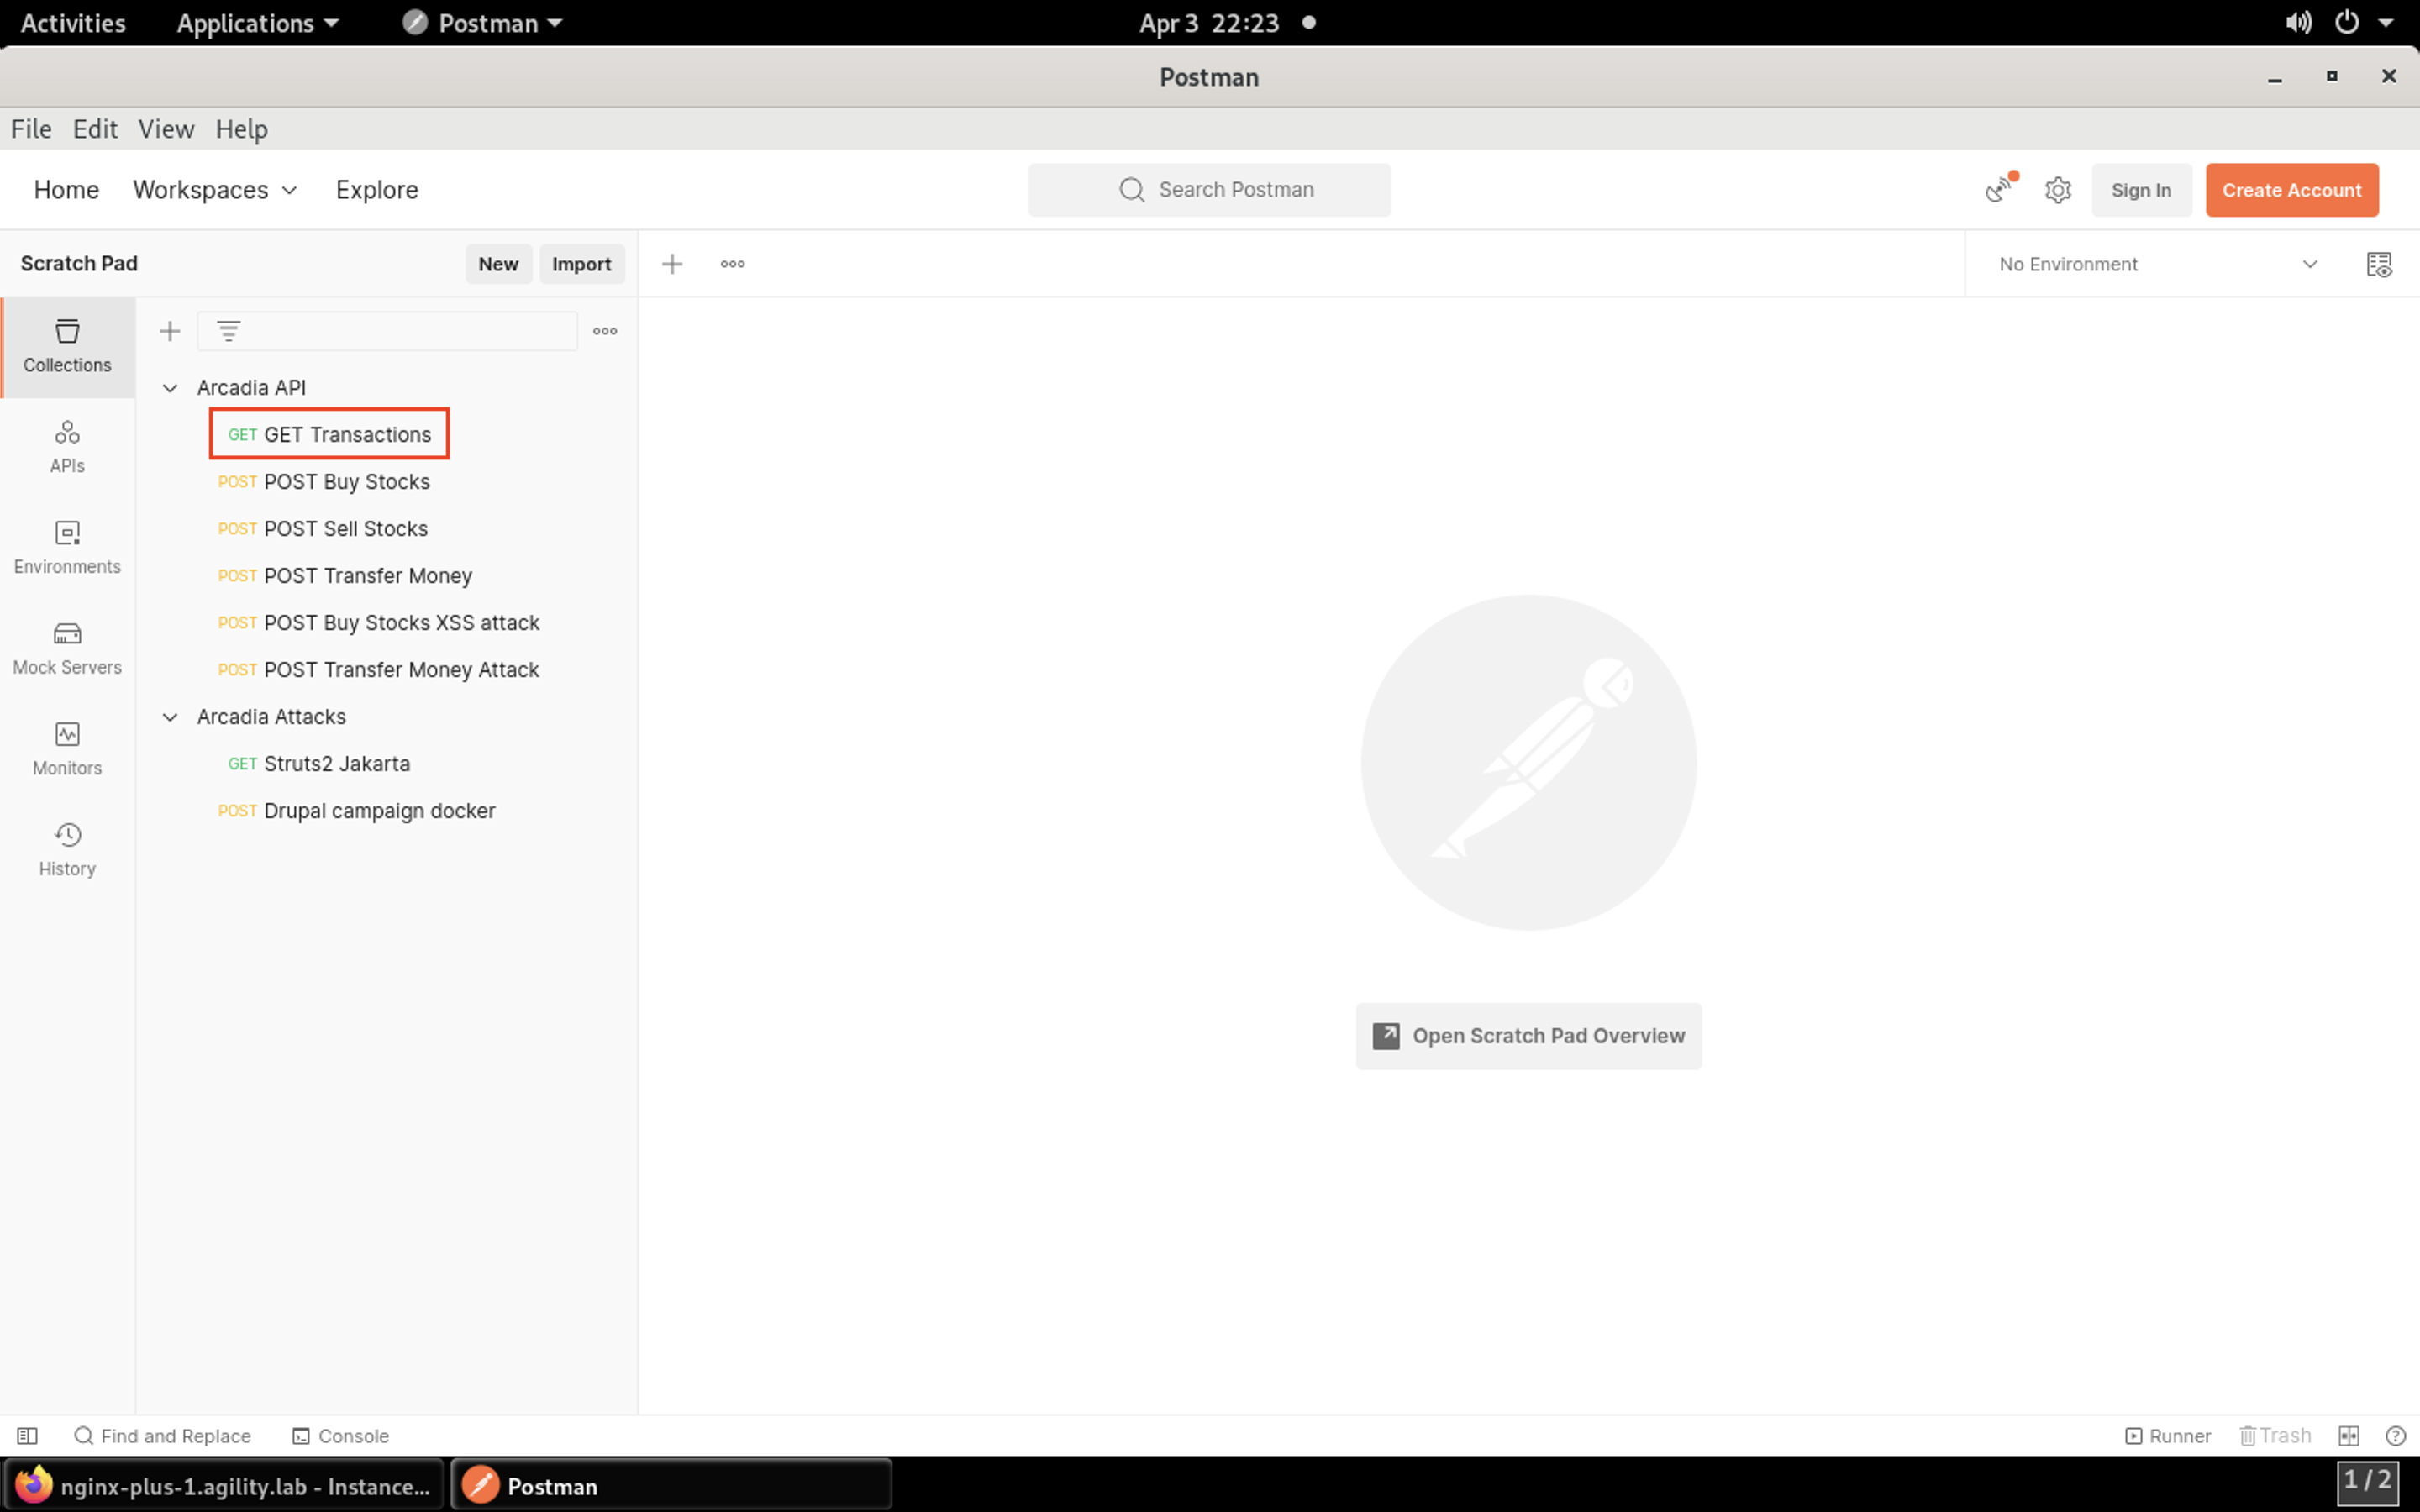 Activities Applications Postman Apr 3 22:23
Postman
File Edit View Help
Home Workspaces Explore Search Postman Sign In Create Account
Scratch Pad New Import No Environment
Collections
APIs
Environments
Mock Servers
Monitors
History
Arcadia API
GET GET Transactions
POST POST Buy Stocks
POST POST Sell Stocks
POST POST Transfer Money
POST POST Buy Stocks XSS attack
POST POST Transfer Money Attack
Arcadia Attacks
GET Struts2 Jakarta
POST Drupal campaign docker
Open Scratch Pad Overview
Find and Replace Console Runner Trash
nginx-plus-1.agility.lab - Instance... Postman 1 / 2